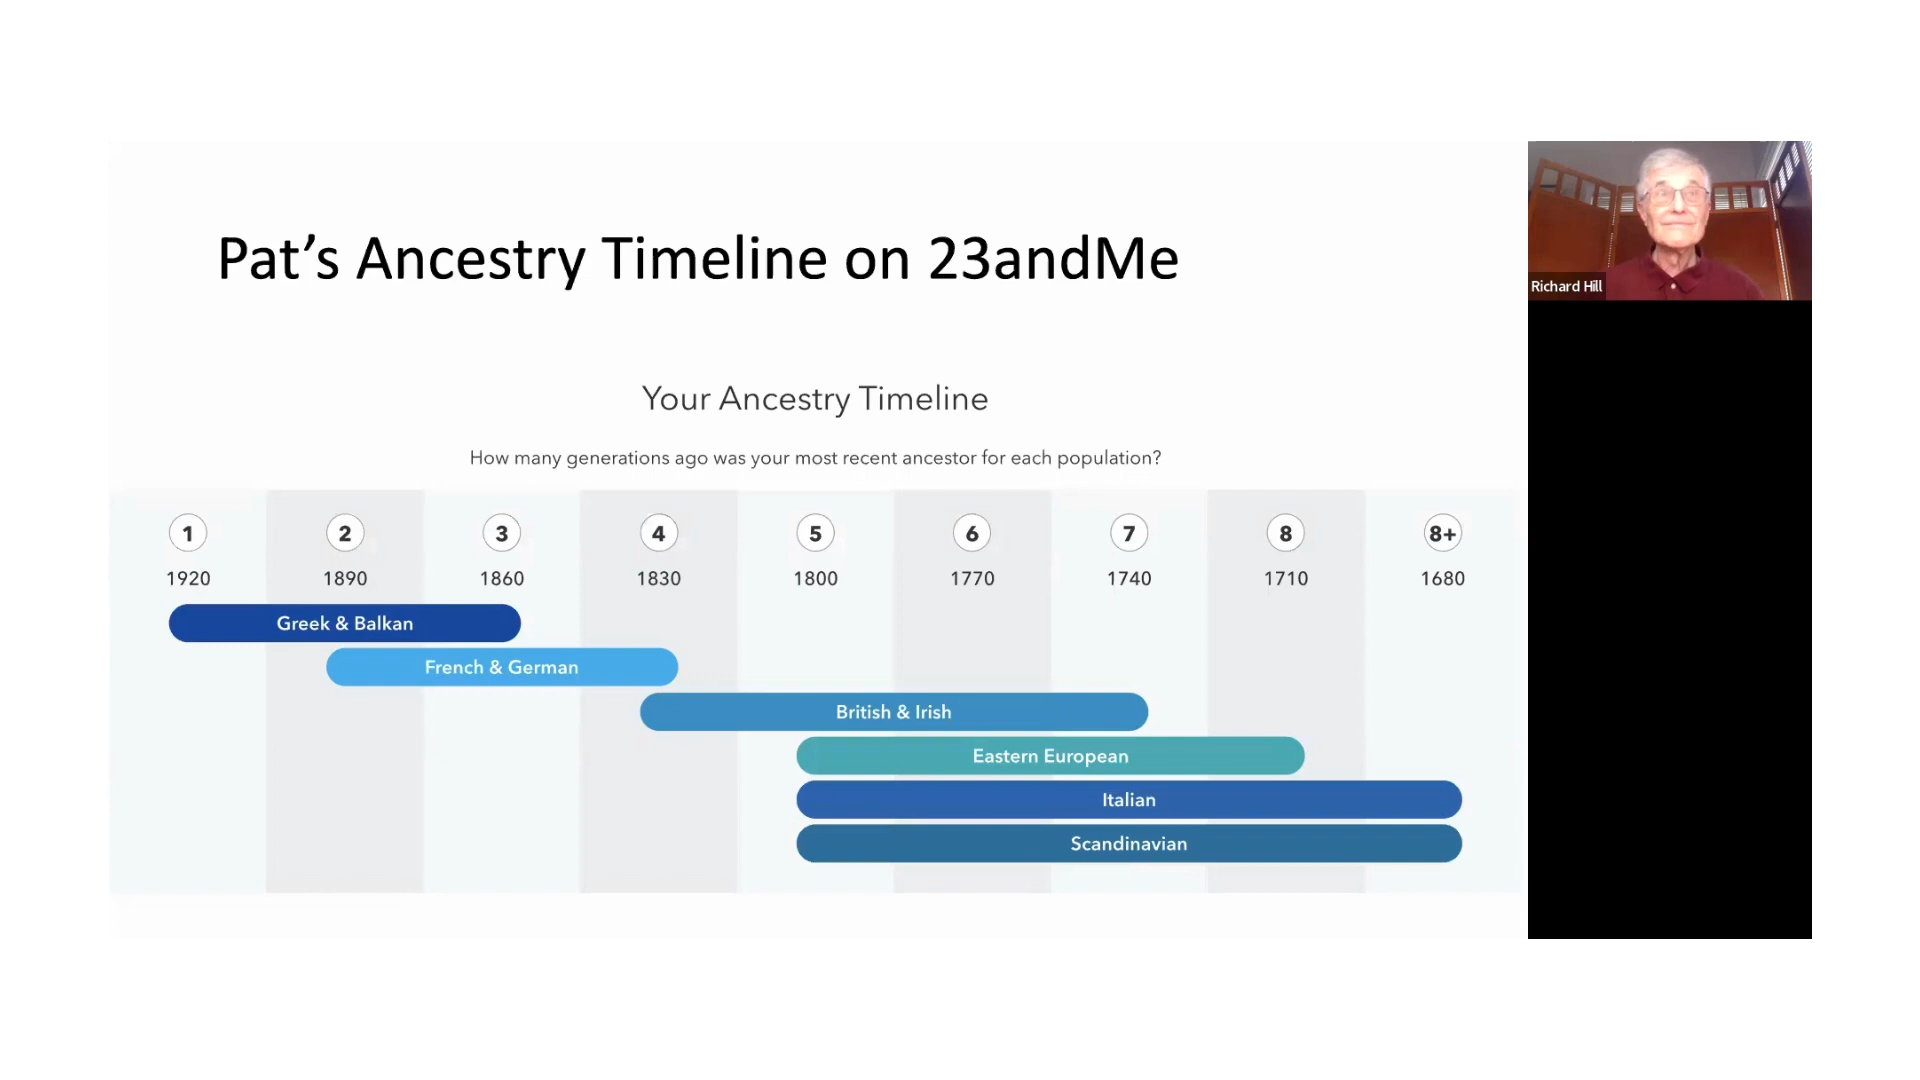 Pat's Ancestry Timeline on 23andMe
Richard Hill
Your Ancestry Timeline
How many generations ago was your most recent ancestor for each population?
1 2 3 4 5 6 7 8 8+
1920 1890 1860 1830 1800 1770 1740 1710 1680
Greek & Balkan
French & German
British & Irish
Eastern European
Italian
Scandinavian